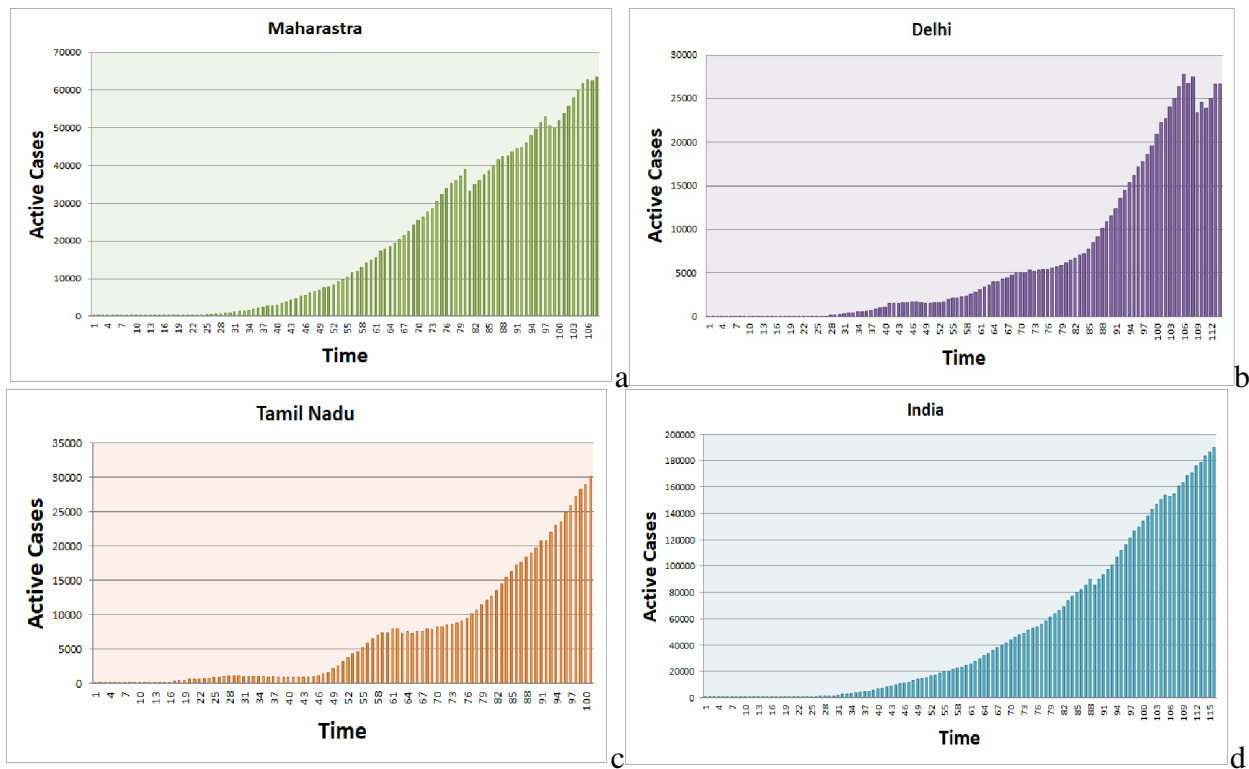 Maharastra
70000
60000
50000
40000
30000
20000
10000
0
Active Cases
1 4 7 10 13 16 19 22 25 28 31 34 37 40 43 46 49 52 55 58 61 64 67 70 73 76 79 82 85 88 91 94 97 100 103 106
Time
a
Delhi
30000
25000
20000
15000
10000
5000
0
Active Cases
1 4 7 10 13 16 19 22 25 28 31 34 37 40 43 46 49 52 55 58 61 64 67 70 73 76 79 82 85 88 91 94 97 100 103 106 109 112
Time
b
Tamil Nadu
35000
30000
25000
20000
15000
10000
5000
0
Active Cases
1 4 7 10 13 16 19 22 25 28 31 34 37 40 43 46 49 52 55 58 61 64 67 70 73 76 79 82 85 88 91 94 97 100
Time
c
India
200000
180000
160000
140000
120000
100000
80000
60000
40000
20000
0
Active Cases
1 4 7 10 13 16 19 22 25 28 31 34 37 40 43 46 49 52 55 58 61 64 67 70 73 76 79 82 85 88 91 94 97 100 103 106 109 112 115
Time
d